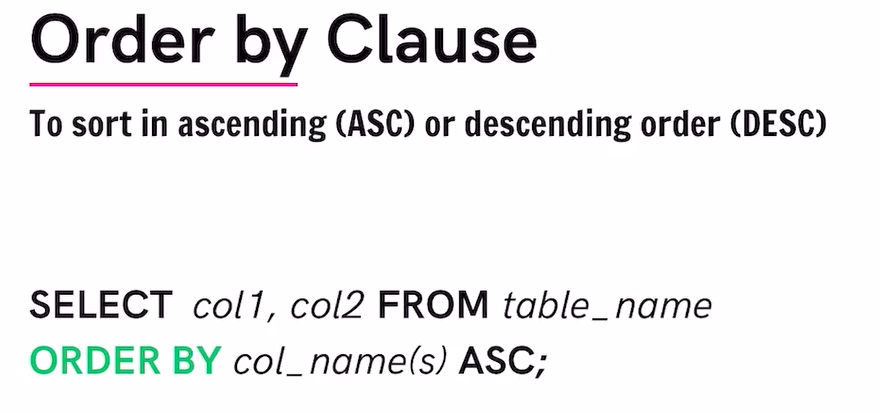 Order by Clause
To sort in ascending (ASC) or descending order (DESC)
SELECT col1, col2 FROM table_name
ORDER BY col_name(s) ASC;